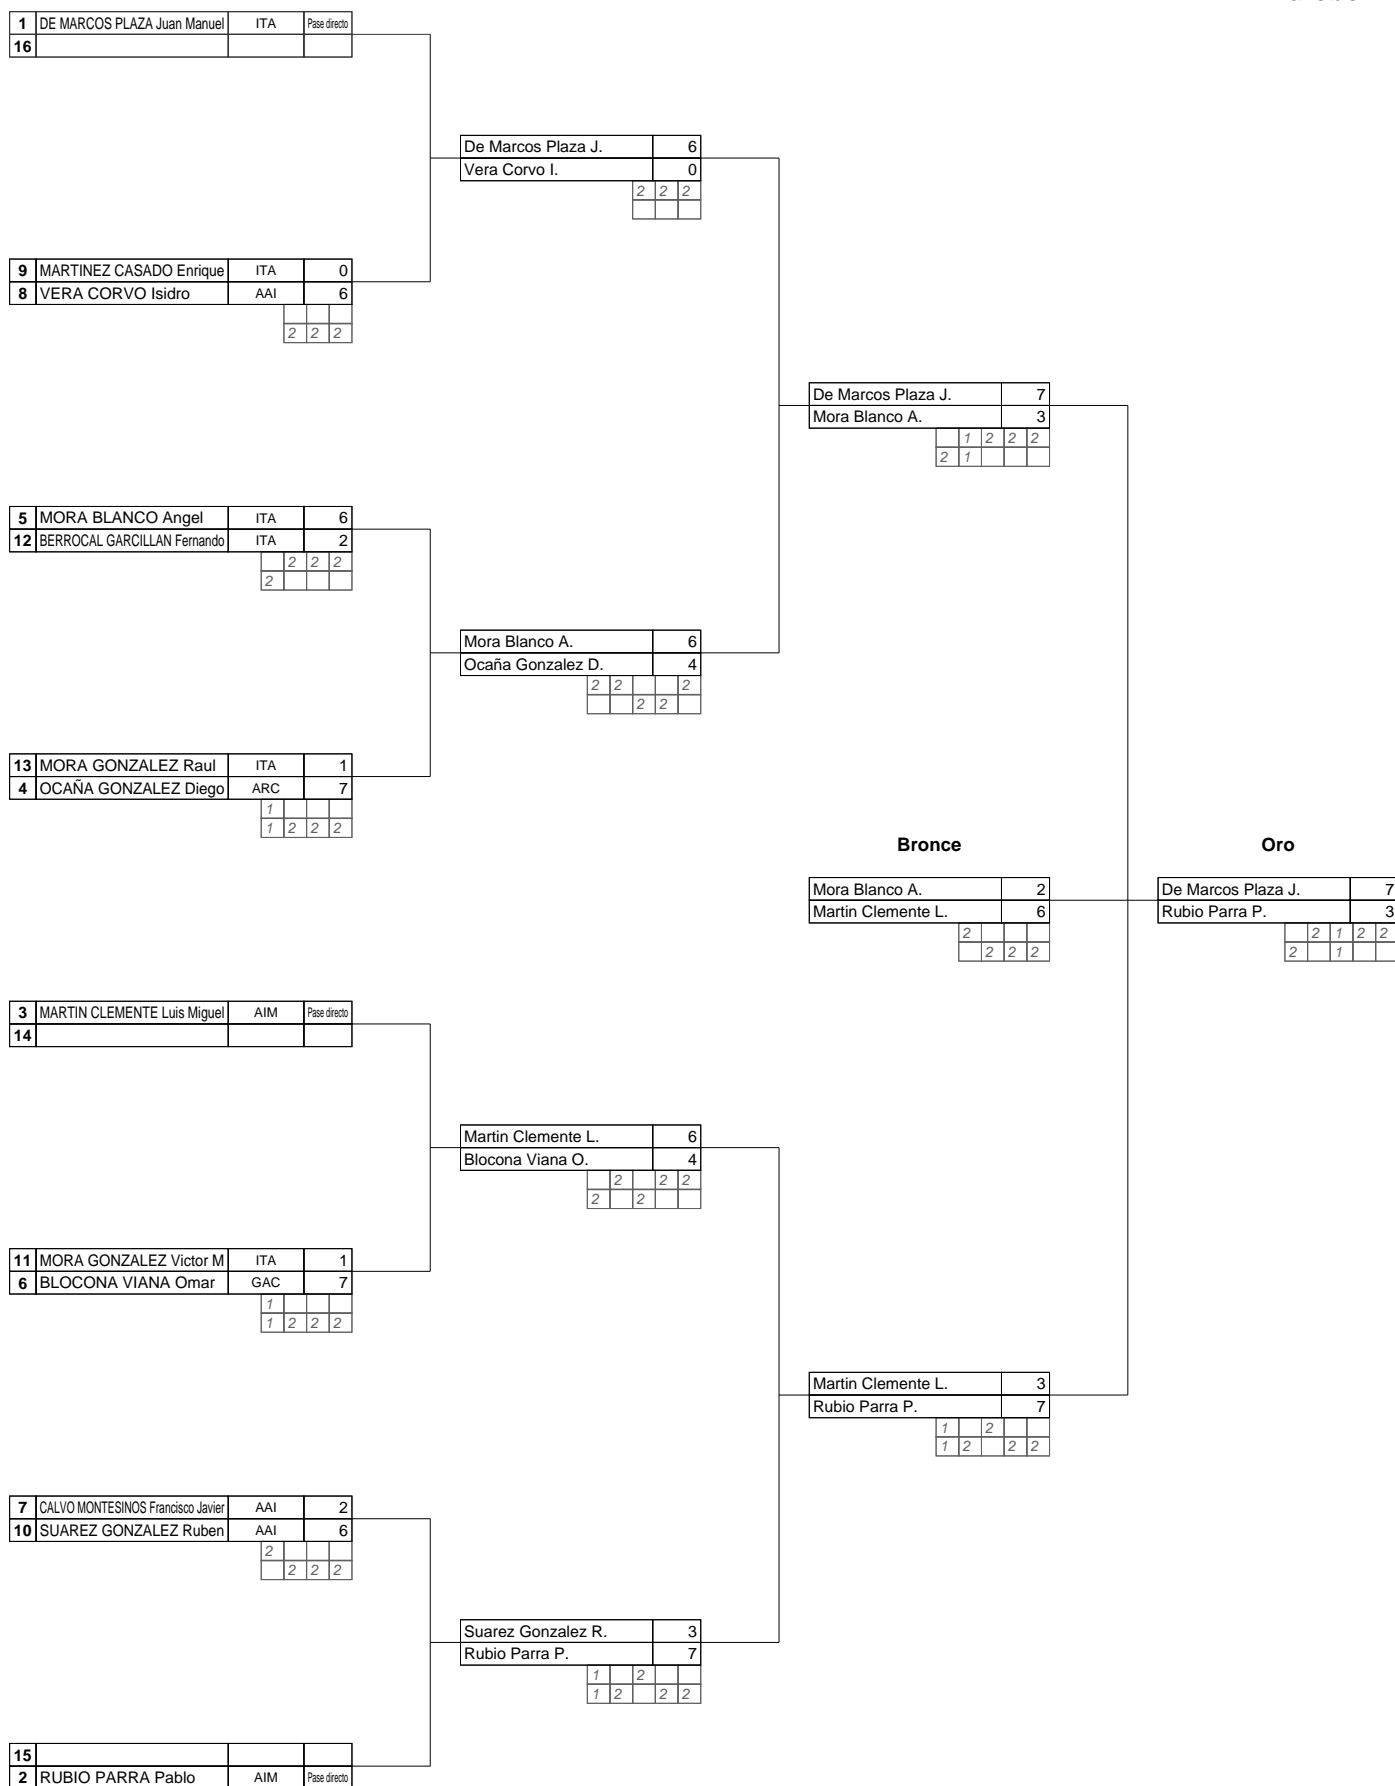 1 DE MARCOS PLAZA Juan Manuel ITA Pase directo
16
De Marcos Plaza J. 6
Vera Corvo I. 0
2 2 2
9 MARTINEZ CASADO Enrique ITA 0
8 VERA CORVO Isidro AAI 6
2 2 2
De Marcos Plaza J. 7
Mora Blanco A. 3
1 2 2 2
2 1
5 MORA BLANCO Angel ITA 6
12 BERROCAL GARCILLAN Fernando ITA 2
2 2 2
2
Mora Blanco A. 6
Ocaña Gonzalez D. 4
2 2 2
2 2
13 MORA GONZALEZ Raul ITA 1
4 OCAÑA GONZALEZ Diego ARC 7
1
1 2 2 2
Bronce Oro
Mora Blanco A. 2 De Marcos Plaza J. 7
Martin Clemente L. 6 Rubio Parra P. 3
2 2 1 2 2
2 2 2 2 1
3 MARTIN CLEMENTE Luis Miguel AIM Pase directo
14
Martin Clemente L. 6
Blocona Viana O. 4
2 2 2
2 2
11 MORA GONZALEZ Victor M ITA 1
6 BLOCONA VIANA Omar GAC 7
1
1 2 2 2
Martin Clemente L. 3
Rubio Parra P. 7
1 2
1 2 2 2
7 CALVO MONTESINOS Francisco Javier AAI 2
10 SUAREZ GONZALEZ Ruben AAI 6
2
2 2 2
Suarez Gonzalez R. 3
Rubio Parra P. 7
1 2
1 2 2 2
15
2 RUBIO PARRA Pablo AIM Pase directo